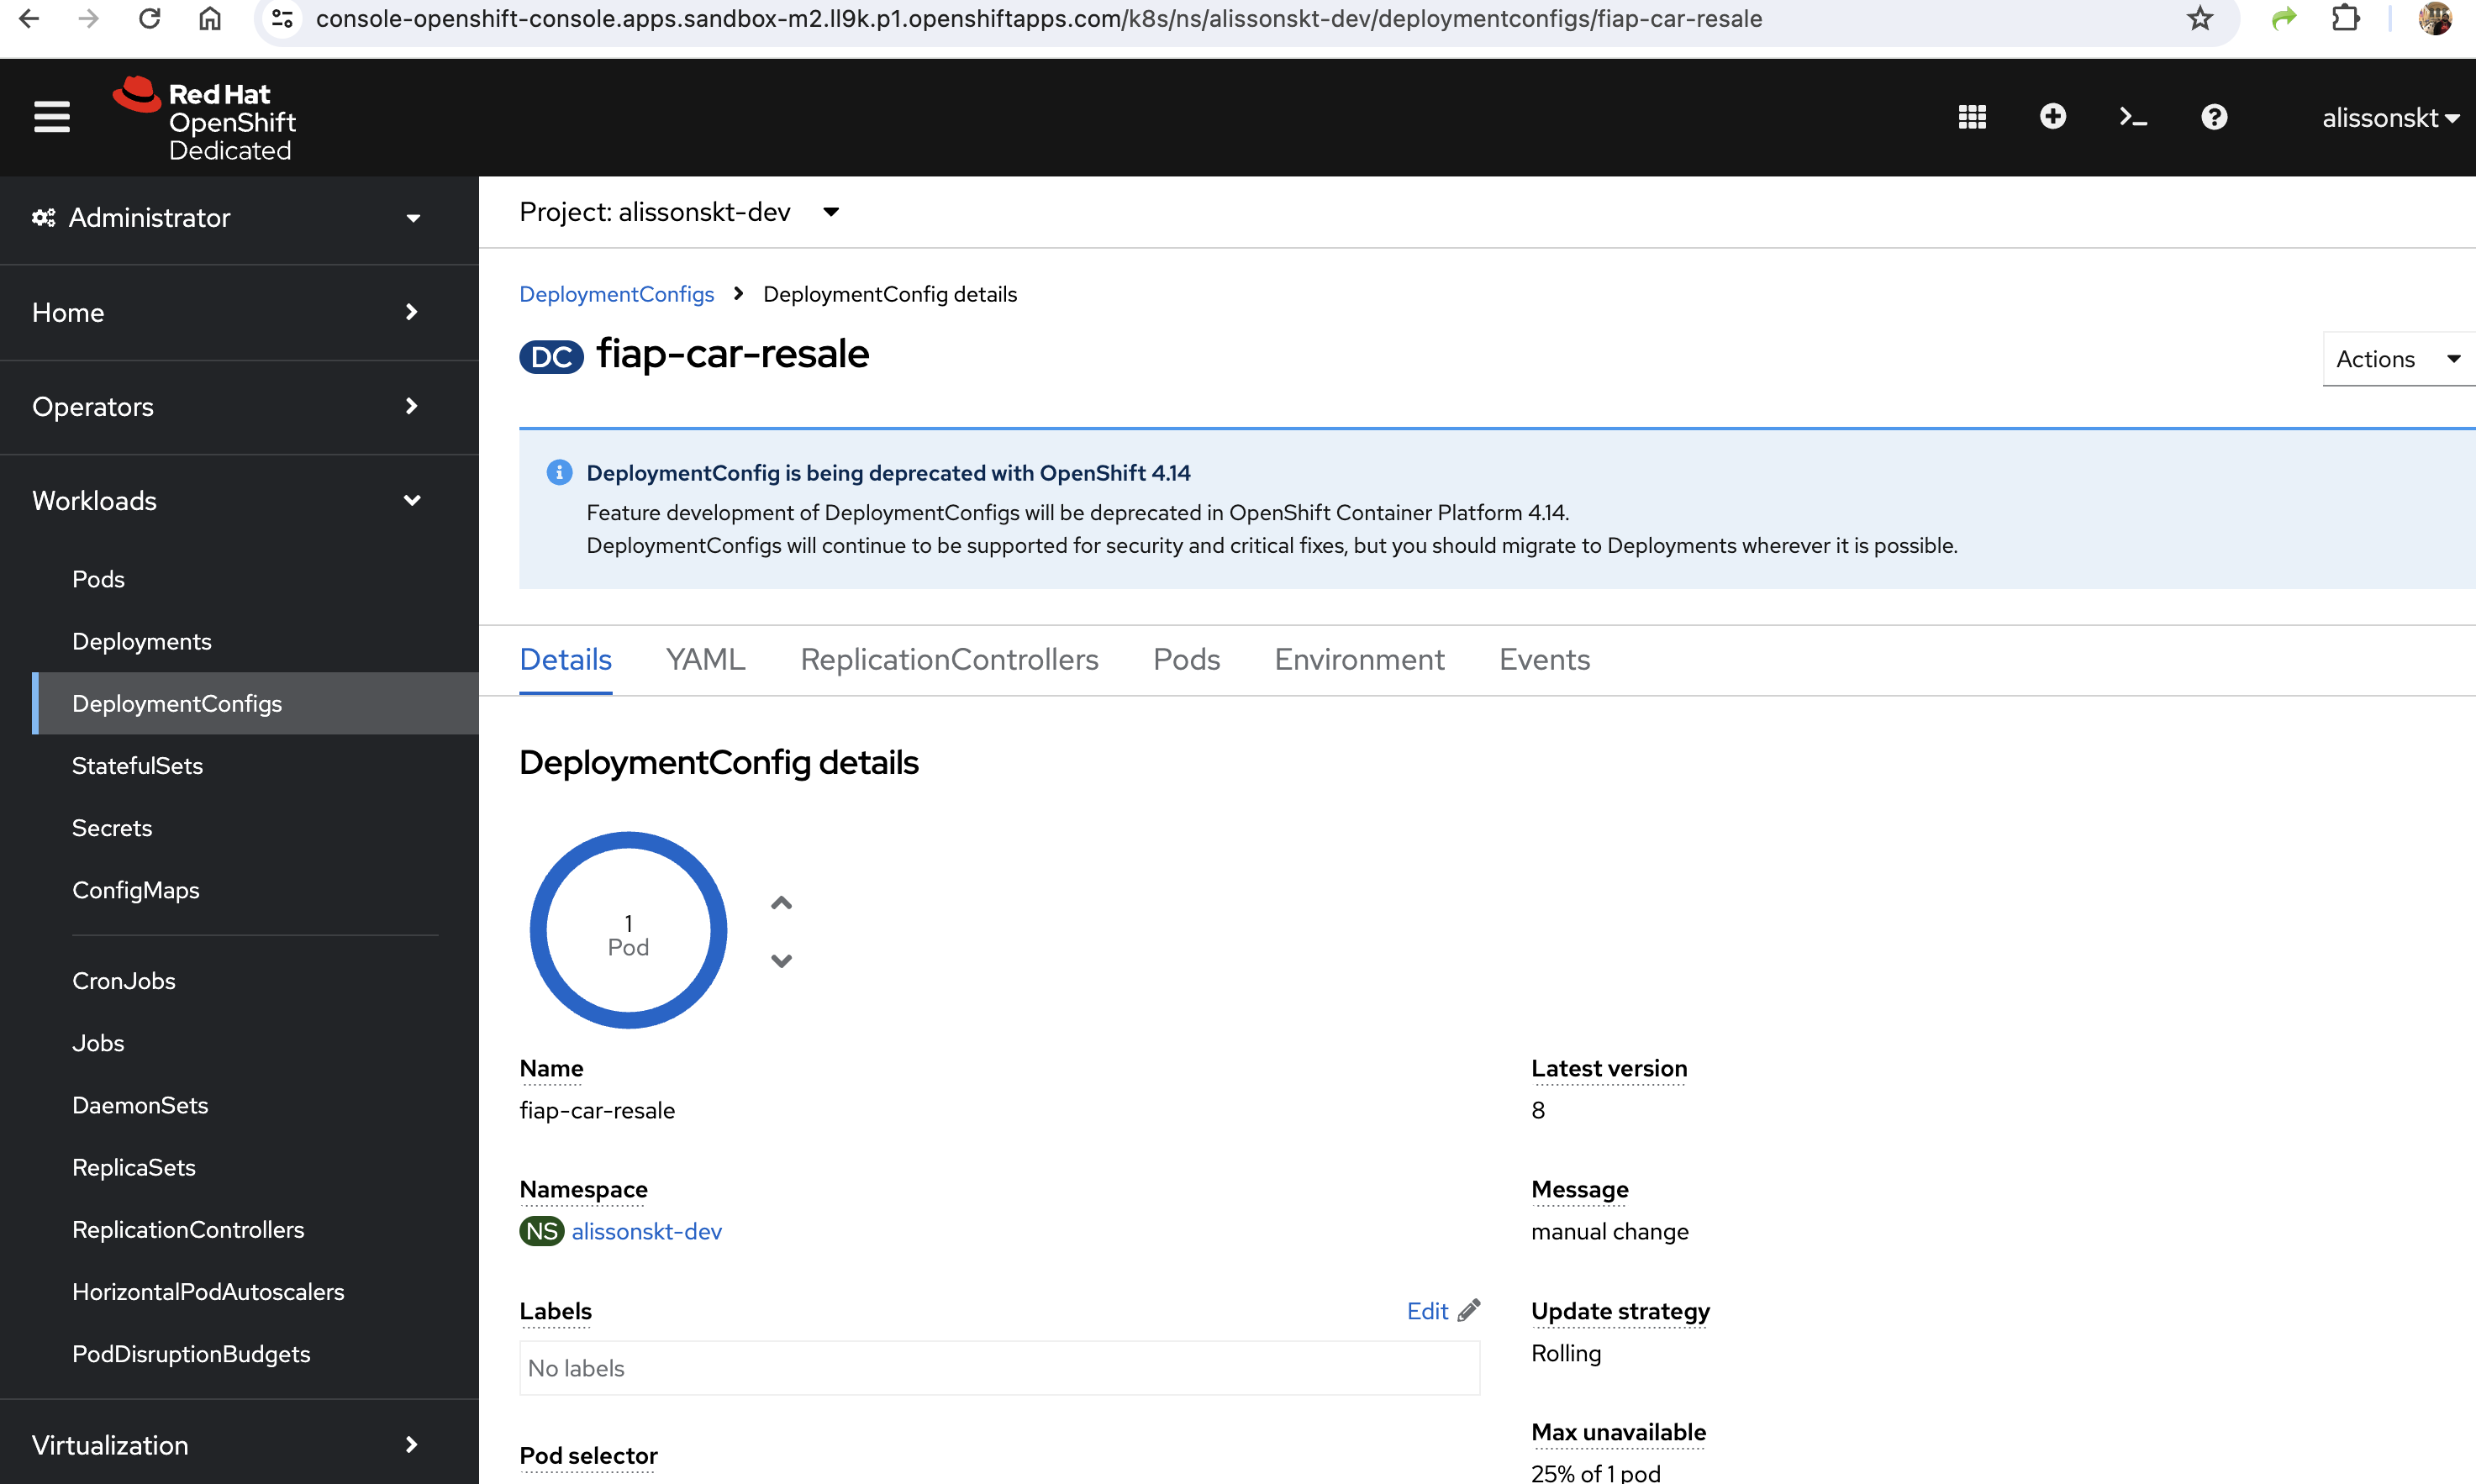 console-openshift-console.apps.sandbox-m2.ll9k.p1.openshiftapps.com/k8s/ns/alissonskt-dev/deploymentconfigs/fiap-car-resale
Red Hat
OpenShift
Dedicated
alissonskt
Administrator
Home
Operators
Workloads
Pods
Deployments
DeploymentConfigs
StatefulSets
Secrets
ConfigMaps
CronJobs
Jobs
DaemonSets
ReplicaSets
ReplicationControllers
HorizontalPodAutoscalers
PodDisruptionBudgets
Virtualization
Project: alissonskt-dev
DeploymentConfigs > DeploymentConfig details
DC fiap-car-resale
Actions
DeploymentConfig is being deprecated with OpenShift 4.14
Feature development of DeploymentConfigs will be deprecated in OpenShift Container Platform 4.14.
DeploymentConfigs will continue to be supported for security and critical fixes, but you should migrate to Deployments wherever it is possible.
Details YAML ReplicationControllers Pods Environment Events
DeploymentConfig details
1
Pod
Name
fiap-car-resale
Namespace
NS alissonskt-dev
Labels Edit
No labels
Pod selector
Latest version
8
Message
manual change
Update strategy
Rolling
Max unavailable
25% of 1 pod